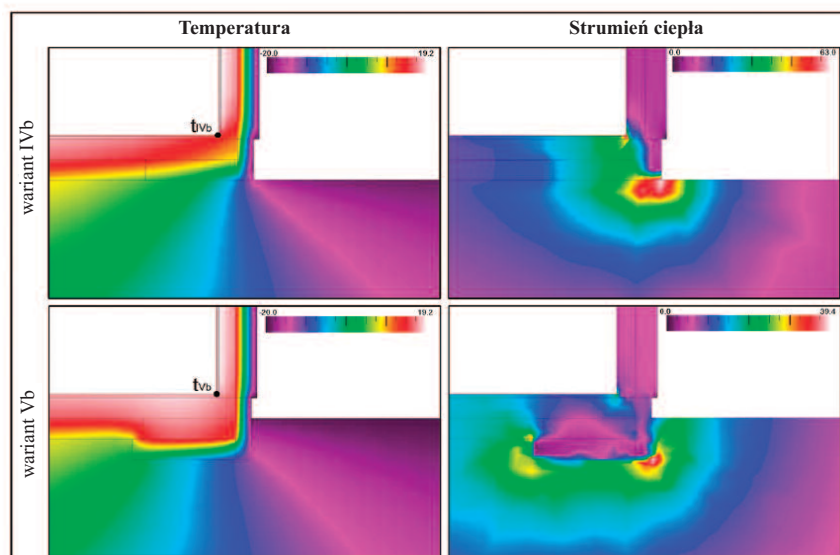 Temperatura
Strumień ciepła
wariant IVb
-20.0 19.2
tIVb
0.0 63.0
wariant Vb
-20.0 19.2
tVb
0.0 39.4